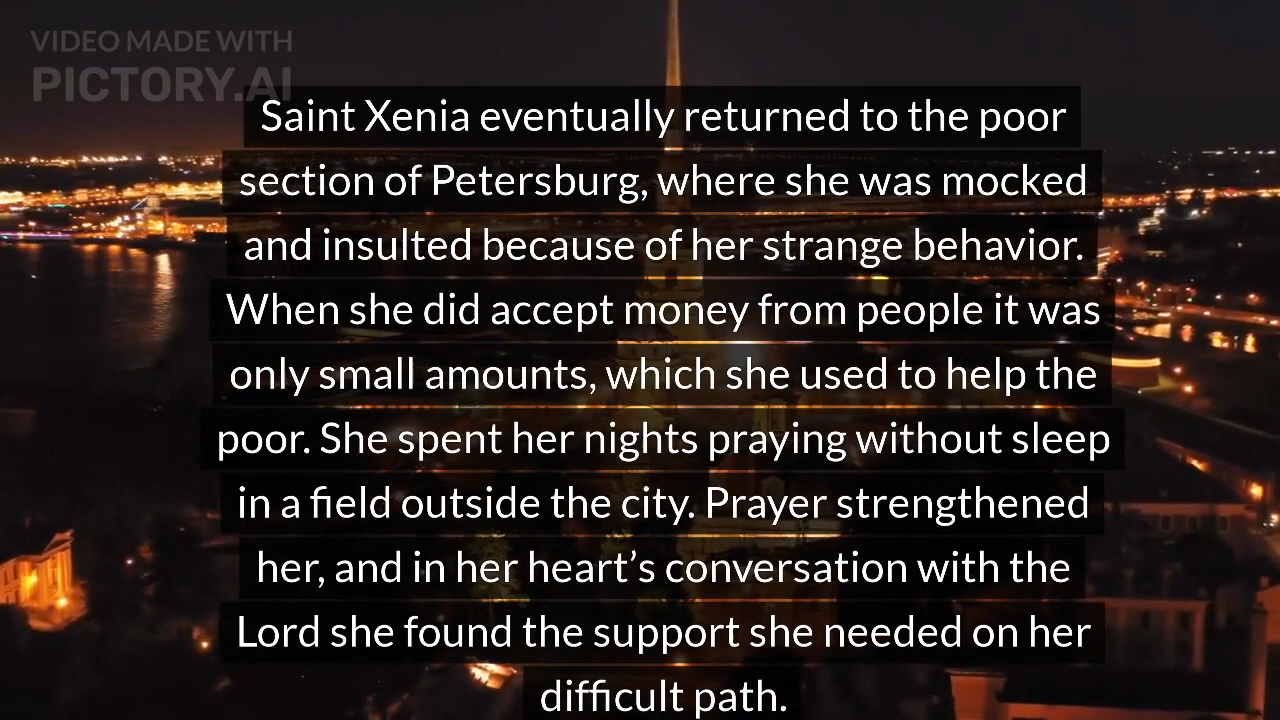 VIDEO MADE WITH
PICTORY.AI
Saint Xenia eventually returned to the poor
section of Petersburg, where she was mocked
and insulted because of her strange behavior.
When she did accept money from people it was
only small amounts, which she used to help the
poor. She spent her nights praying without sleep
in a field outside the city. Prayer strengthened
her, and in her heart’s conversation with the
Lord she found the support she needed on her
difficult path.